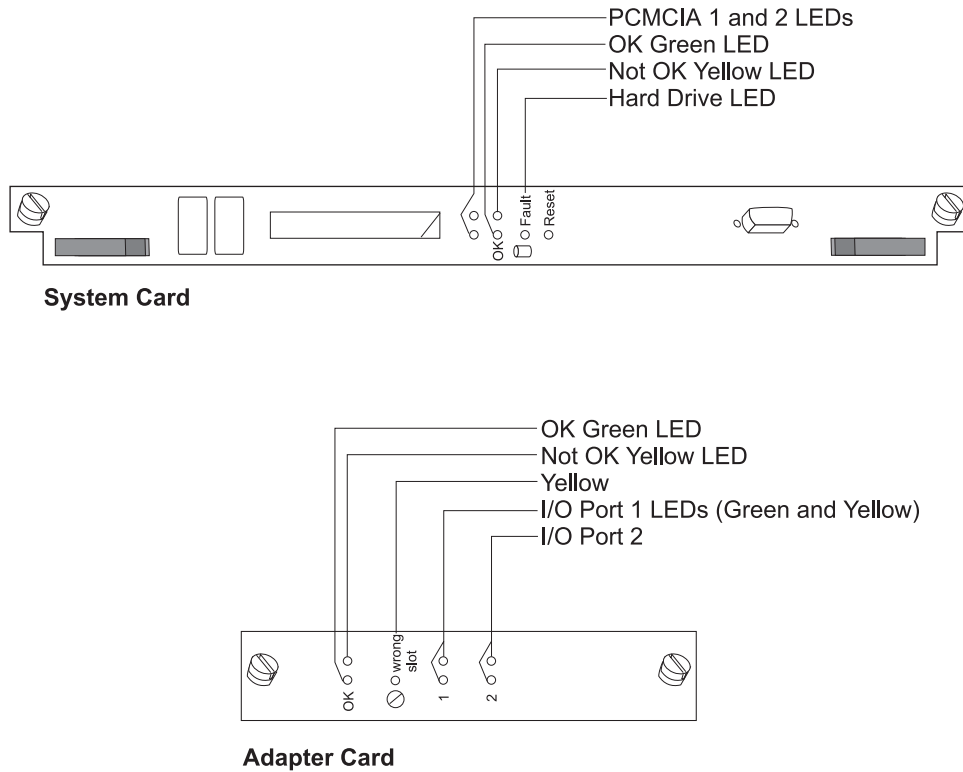 PCMCIA 1 and 2 LEDs
OK Green LED
Not OK Yellow LED
Hard Drive LED
OK
Fault
Reset
System Card
OK Green LED
Not OK Yellow LED
Yellow
I/O Port 1 LEDs (Green and Yellow)
I/O Port 2
OK
wrong
slot
1
2
Adapter Card